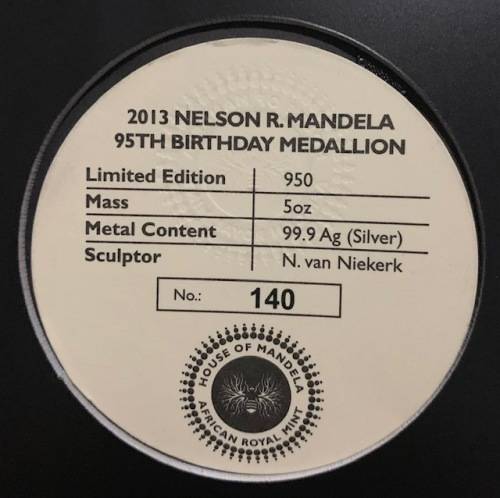 2013 NELSON R. MANDELA
95TH BIRTHDAY MEDALLION
Limited Edition 950
Mass 5oz
Metal Content 99.9 Ag (Silver)
Sculptor N. van Niekerk
No.: 140
HOUSE OF MANDELA
AFRICAN ROYAL MINT